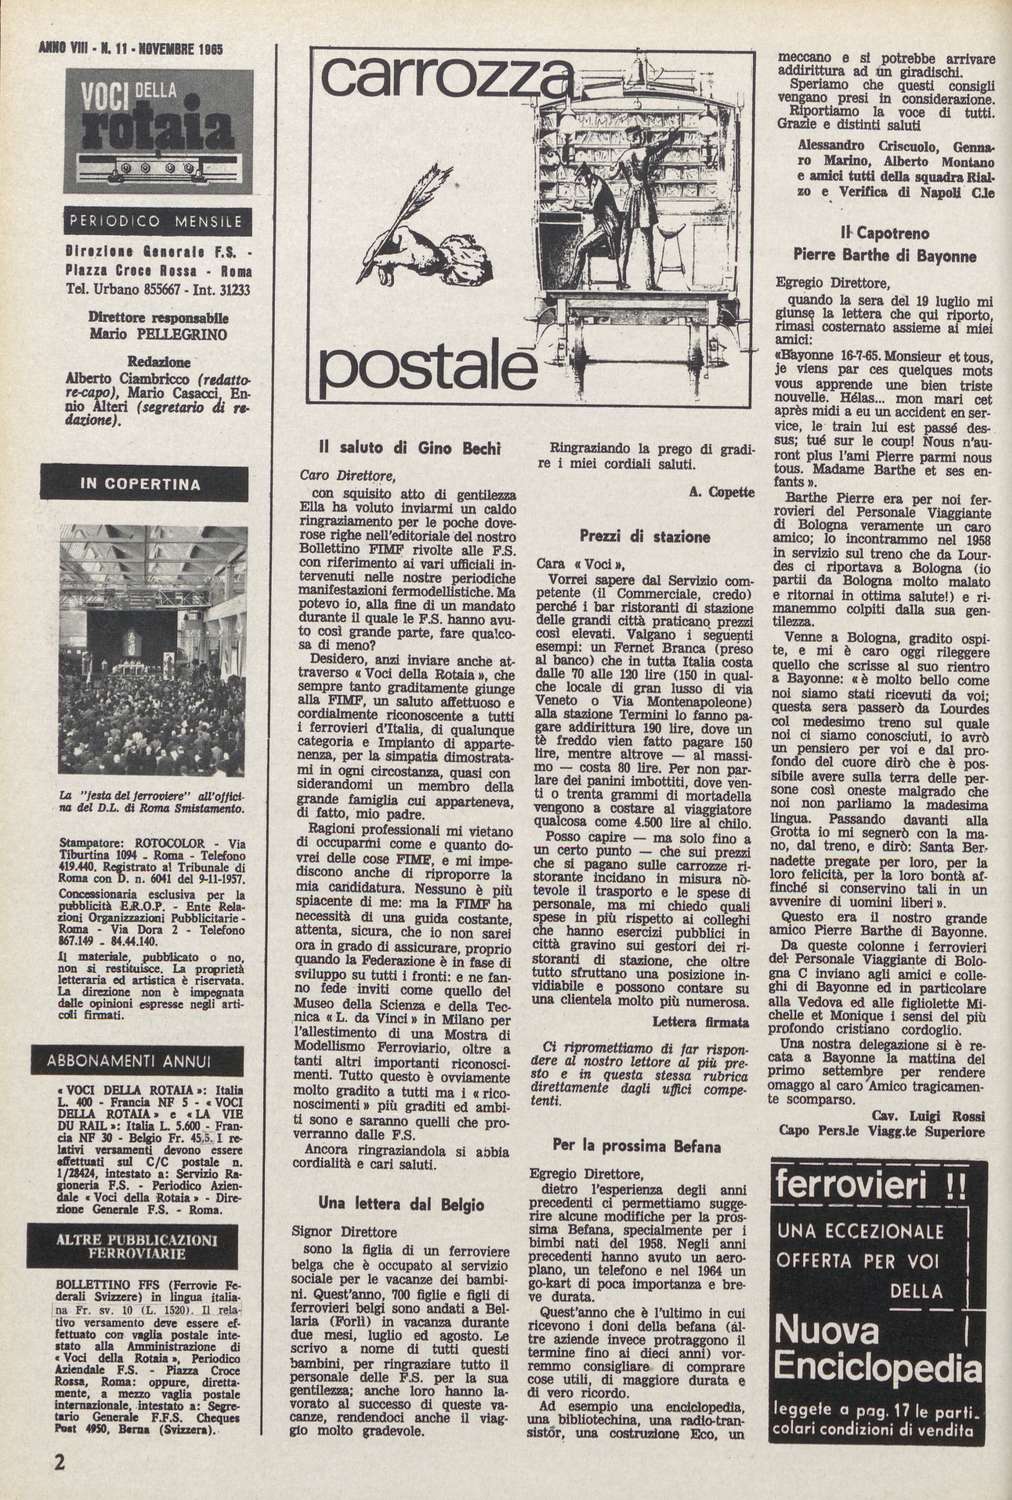 ANNO VIII - N. 11 - NOVEMBRE 1965
VOCI DELLA
rotaia
PERIODICO MENSILE
Direzione Generale F.S. -
Piazza Croce Rossa - Roma
Tel. Urbano 855667 - Int. 31233
Direttore responsabile
Mario PELLEGRINO
Redazione
Alberto Ciambricco (redatto-
re-capo), Mario Casacci, En-
nio Alteri (segretario di re-
dazione).
IN COPERTINA
La "festa del ferroviere" all'offici-
na del D.L. di Roma Smistamento.
Stampatore: ROTOCOLOR - Via
Tiburtina 1094 - Roma - Telefono
419.440. Registrato al Tribunale di
Roma con D. n. 6041 del 9-11-1957.
Concessionaria esclusiva per la
pubblicità E.R.O.P. - Ente Rela-
zioni Organizzazioni Pubblicitarie -
Roma - Via Dora 2 - Telefono
867.149 - 84.44.140.
Il materiale, pubblicato o no,
non si restituisce. La proprietà
letteraria ed artistica è riservata.
La direzione non è impegnata
dalle opinioni espresse negli arti-
coli firmati.
ABBONAMENTI ANNUI
« VOCI DELLA ROTAIA »: Italia
L. 400 - Francia NF 5 - « VOCI
DELLA ROTAIA » e « LA VIE
DU RAIL »: Italia L. 5.600 - Fran-
cia NF 30 - Belgio Fr. 45,5. I re-
lativi versamenti devono essere
effettuati sul C/C postale n.
1/28424, intestato a: Servizio Ra-
gioneria F.S. - Periodico Azien-
dale « Voci della Rotaia » - Dire-
zione Generale F.S. - Roma.
ALTRE PUBBLICAZIONI
FERROVIARIE
BOLLETTINO FFS (Ferrovie Fe-
derali Svizzere) in lingua italia-
na Fr. sv. 10 (L. 1520). Il rela-
tivo versamento deve essere ef-
fettuato con vaglia postale inte-
stato alla Amministrazione di
« Voci della Rotaia », Periodico
Aziendale F.S. - Piazza Croce
Rossa, Roma: oppure, diretta-
mente, a mezzo vaglia postale
internazionale, intestato a: Segre-
tario Generale F.F.S. Cheques
Post 4950, Berna (Svizzera).
2
carrozza
postale
Il saluto di Gino Bechi
Caro Direttore,
con squisito atto di gentilezza
Ella ha voluto inviarmi un caldo
ringraziamento per le poche dove-
rose righe nell'editoriale del nostro
Bollettino FIMF rivolte alle F.S.
con riferimento ai vari ufficiali in-
tervenuti nelle nostre periodiche
manifestazioni fermodellistiche. Ma
potevo io, alla fine di un mandato
durante il quale le F.S. hanno avu-
to così grande parte, fare qualco-
sa di meno?
Desidero, anzi inviare anche at-
traverso « Voci della Rotaia », che
sempre tanto graditamente giunge
alla FIMF, un saluto affettuoso e
cordialmente riconoscente a tutti
i ferrovieri d'Italia, di qualunque
categoria e Impianto di apparte-
nenza, per la simpatia dimostrata-
mi in ogni circostanza, quasi con
siderandomi un membro della
grande famiglia cui apparteneva,
di fatto, mio padre.
Ragioni professionali mi vietano
di occuparmi come e quanto do-
vrei delle cose FIMF, e mi impe-
discono anche di riproporre la
mia candidatura. Nessuno è più
spiacente di me: ma la FIMF ha
necessità di una guida costante,
attenta, sicura, che io non sarei
ora in grado di assicurare, proprio
quando la Federazione è in fase di
sviluppo su tutti i fronti: e ne fan-
no fede inviti come quello del
Museo della Scienza e della Tec-
nica « L. da Vinci » in Milano per
l'allestimento di una Mostra di
Modellismo Ferroviario, oltre a
tanti altri importanti riconosci-
menti. Tutto questo è ovviamente
molto gradito a tutti ma i « rico-
noscimenti » più graditi ed ambi-
ti sono e saranno quelli che pro-
verranno dalle F.S.
Ancora ringraziandola si abbia
cordialità e cari saluti.
Una lettera dal Belgio
Signor Direttore
sono la figlia di un ferroviere
belga che è occupato al servizio
sociale per le vacanze dei bambi-
ni. Quest'anno, 700 figlie e figli di
ferrovieri belgi sono andati a Bel-
laria (Forlì) in vacanza durante
due mesi, luglio ed agosto. Le
scrivo a nome di tutti questi
bambini, per ringraziare tutto il
personale delle F.S. per la sua
gentilezza; anche loro hanno la-
vorato al successo di queste va-
canze, rendendoci anche il viag-
gio molto gradevole.
Ringraziando la prego di gradi-
re i miei cordiali saluti.
A. Copette
Prezzi di stazione
Cara « Voci »,
Vorrei sapere dal Servizio com-
petente (il Commerciale, credo)
perché i bar ristoranti di stazione
delle grandi città praticano prezzi
così elevati. Valgano i seguenti
esempi: un Fernet Branca (preso
al banco) che in tutta Italia costa
dalle 70 alle 120 lire (150 in qual-
che locale di gran lusso di via
Veneto o Via Montenapoleone)
alla stazione Termini lo fanno pa-
gare addirittura 190 lire, dove un
tè freddo vien fatto pagare 150
lire, mentre altrove — al massi-
mo — costa 80 lire. Per non par-
lare dei panini imbottiti, dove ven-
ti o trenta grammi di mortadella
vengono a costare al viaggiatore
qualcosa come 4.500 lire al chilo.
Posso capire — ma solo fino a
un certo punto — che sui prezzi
che si pagano sulle carrozze ri-
storante incidano in misura no-
tevole il trasporto e le spese di
personale, ma mi chiedo quali
spese in più rispetto ai colleghi
che hanno esercizi pubblici in
città gravino sui gestori dei ri-
storanti di stazione, che oltre
tutto sfruttano una posizione in-
vidiabile e possono contare su
una clientela molto più numerosa.
Lettera firmata
Ci ripromettiamo di far rispon-
dere al nostro lettore al più pre-
sto e in questa stessa rubrica
direttamente dagli uffici compe-
tenti.
Per la prossima Befana
Egregio Direttore,
dietro l'esperienza degli anni
precedenti ci permettiamo sugge-
rire alcune modifiche per la pros-
sima Befana, specialmente per i
bimbi nati del 1958. Negli anni
precedenti hanno avuto un aero-
plano, un telefono e nel 1964 un
go-kart di poca importanza e bre-
ve durata.
Quest'anno che è l'ultimo in cui
ricevono i doni della befana (al-
tre aziende invece protraggono il
termine fino ai dieci anni) vor-
remmo consigliare di comprare
cose utili, di maggiore durata e
di vero ricordo.
Ad esempio una enciclopedia,
una bibliotechina, una radio-tran-
sistor, una costruzione Eco, un
meccano e si potrebbe arrivare
addirittura ad un giradischi.
Speriamo che questi consigli
vengano presi in considerazione.
Riportiamo la voce di tutti.
Grazie e distinti saluti
Alessandro Criscuolo, Genna-
ro Marino, Alberto Montano
e amici tutti della squadra Rial-
zo e Verifica di Napoli C.le
Il Capotreno
Pierre Barthe di Bayonne
Egregio Direttore,
quando la sera del 19 luglio mi
giunse la lettera che qui riporto,
rimasi costernato assieme ai miei
amici:
«Bayonne 16-7-65. Monsieur et tous,
je viens par ces quelques mots
vous apprende une bien triste
nouvelle. Hélas... mon mari cet
après midi a eu un accident en ser-
vice, le train lui est passé des-
sus; tué sur le coup! Nous n'au-
ront plus l'ami Pierre parmi nous
tous. Madame Barthe et ses en-
fants ».
Barthe Pierre era per noi fer-
rovieri del Personale Viaggiante
di Bologna veramente un caro
amico; lo incontrammo nel 1958
in servizio sul treno che da Lour-
des ci riportava a Bologna (io
partii da Bologna molto malato
e ritornai in ottima salute!) e ri-
manemmo colpiti dalla sua gen-
tilezza.
Venne a Bologna, gradito ospi-
te, e mi è caro oggi rileggere
quello che scrisse al suo rientro
a Bayonne: « è molto bello come
noi siamo stati ricevuti da voi;
questa sera passerò da Lourdes
col medesimo treno sul quale
noi ci siamo conosciuti, io avrò
un pensiero per voi e dal pro-
fondo del cuore dirò che è pos-
sibile avere sulla terra delle per-
sone così oneste malgrado che
noi non parliamo la madesima
lingua. Passando davanti alla
Grotta io mi segnerò con la ma-
no, dal treno, e dirò: Santa Ber-
nadette pregate per loro, per la
loro felicità, per la loro bontà af-
finché si conservino tali in un
avvenire di uomini liberi ».
Questo era il nostro grande
amico Pierre Barthe di Bayonne.
Da queste colonne i ferrovieri
del Personale Viaggiante di Bolo-
gna C inviano agli amici e colle-
ghi di Bayonne ed in particolare
alla Vedova ed alle figliolette Mi-
chelle et Monique i sensi del più
profondo cristiano cordoglio.
Una nostra delegazione si è re-
cata a Bayonne la mattina del
primo settembre per rendere
omaggio al caro Amico tragicamen-
te scomparso.
Cav. Luigi Rossi
Capo Pers.le Viagg.te Superiore
ferrovieri !!
UNA ECCEZIONALE
OFFERTA PER VOI
DELLA
Nuova
Enciclopedia
leggete a pag. 17 le parti-
colari condizioni di vendita